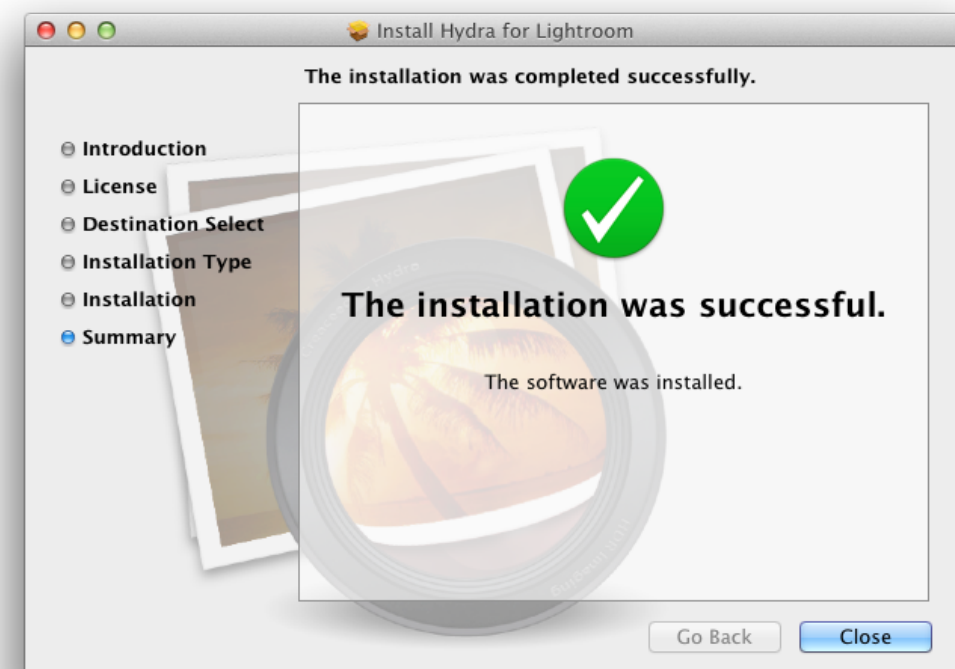 Install Hydra for Lightroom
The installation was completed successfully.
Introduction
License
Destination Select
Installation Type
Installation
Summary
The installation was successful.
The software was installed.
Hydra
Go Back
Close